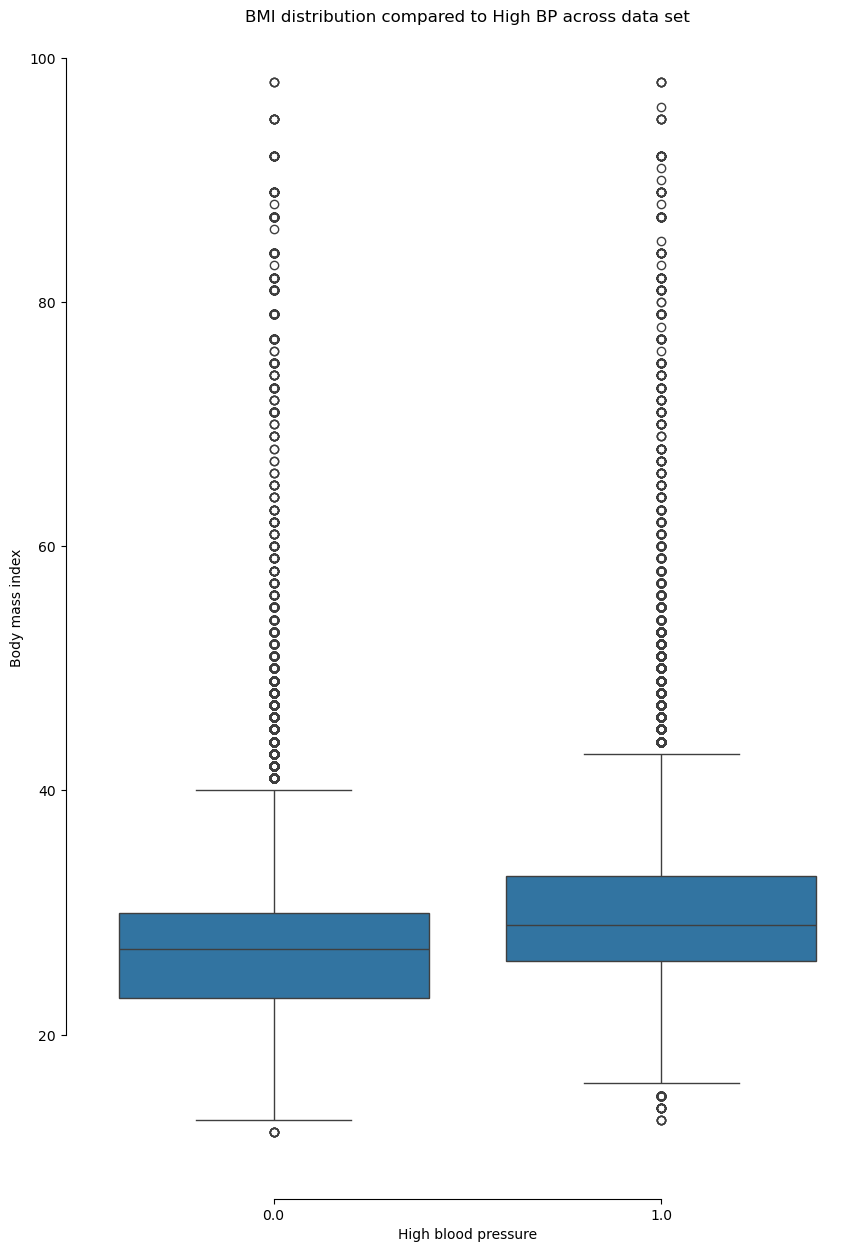 BMI distribution compared to High BP across data set
100
80
60
40
20
Body mass index
0.0 1.0
High blood pressure